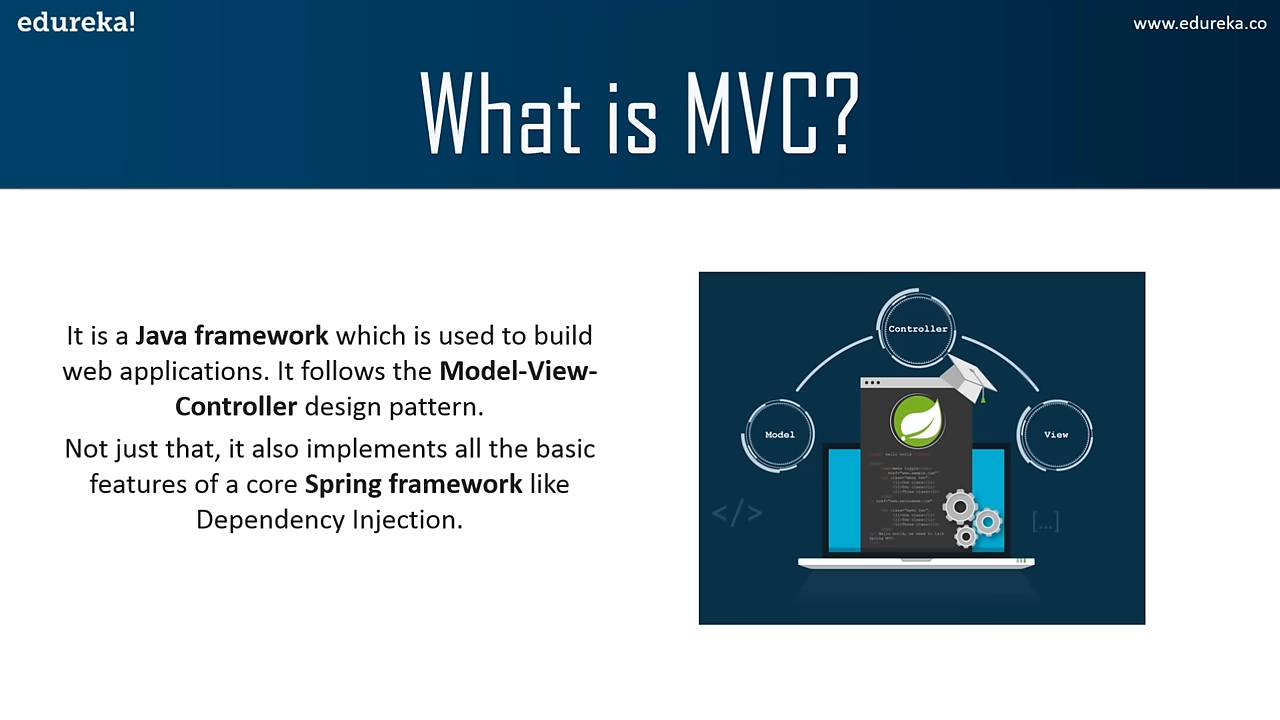 edureka!
www.edureka.co
What is MVC?
It is a Java framework which is used to build
web applications. It follows the Model-View-
Controller design pattern.
Not just that, it also implements all the basic
features of a core Spring framework like
Dependency Injection.
Controller
Model
View
</>
[...]